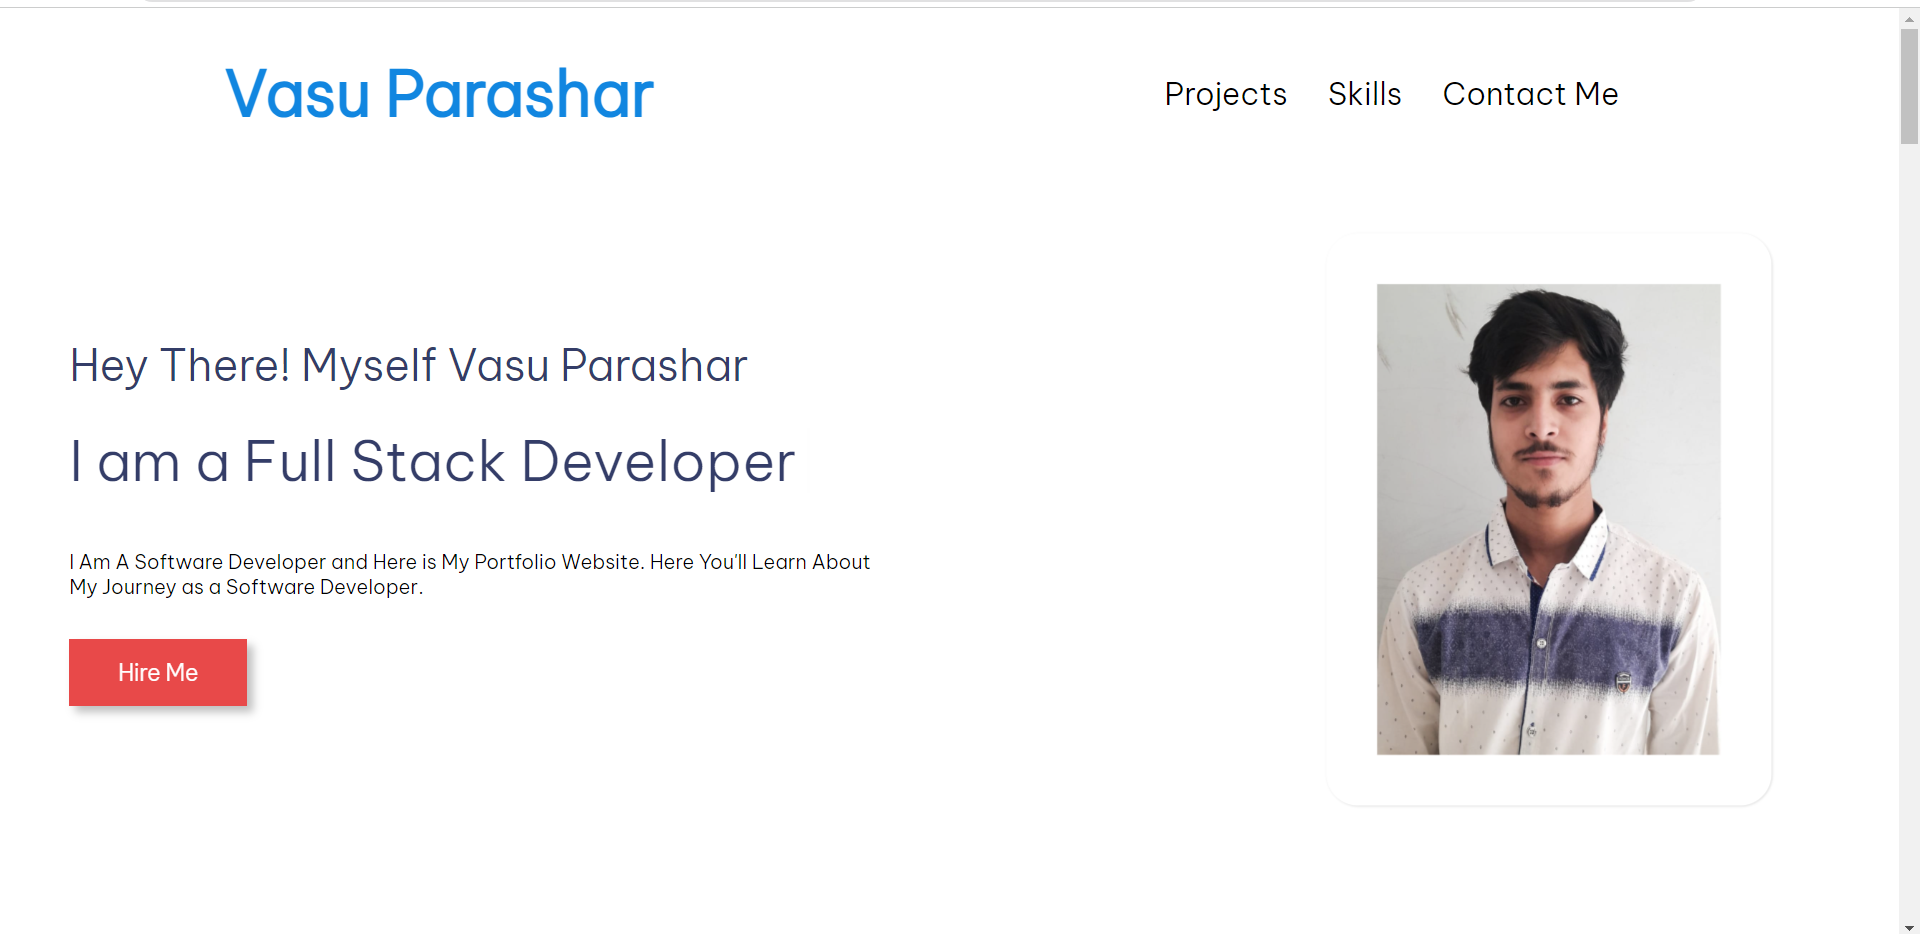 Vasu Parashar
Projects Skills Contact Me
Hey There! Myself Vasu Parashar
I am a Full Stack Developer
I Am A Software Developer and Here is My Portfolio Website. Here You'll Learn About
My Journey as a Software Developer.
Hire Me